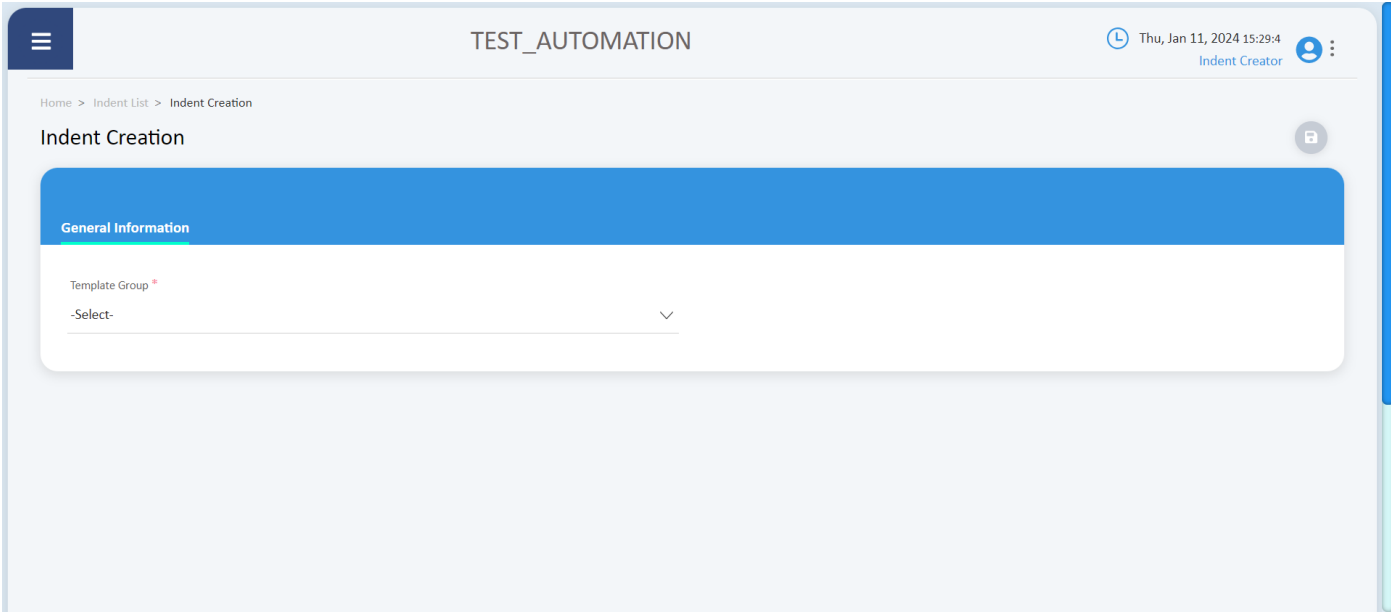 TEST_AUTOMATION
Thu, Jan 11, 2024 15:29:4
Indent Creator
Home > Indent List > Indent Creation
Indent Creation
General Information
Template Group *
-Select-